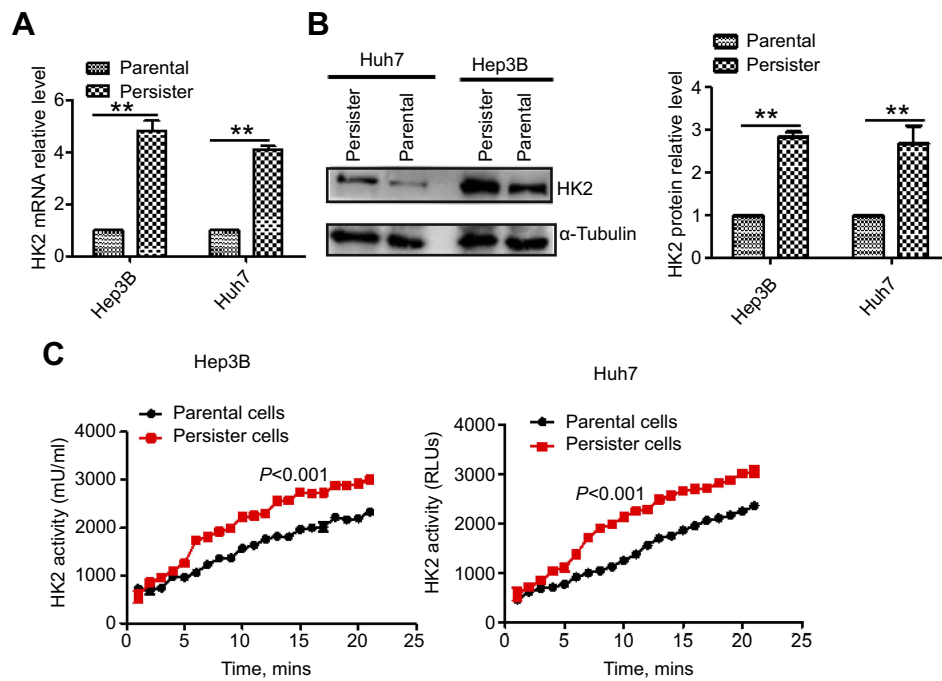 A
Parental
Persister
HK2 mRNA relative level
6
4
2
0
**
**
Hep3B
Huh7
B
Huh7
Hep3B
Persister
Parental
Persister
Parental
HK2
α-Tubulin
Parental
Persister
HK2 protein relative level
4
3
2
1
0
**
**
Hep3B
Huh7
C
Hep3B
Parental cells
Persister cells
HK2 activity (mU/ml)
4000
3000
2000
1000
0
P<0.001
0 5 10 15 20 25
Time, mins
Huh7
Parental cells
Persister cells
HK2 activity (RLUs)
4000
3000
2000
1000
0
P<0.001
0 5 10 15 20 25
Time, mins